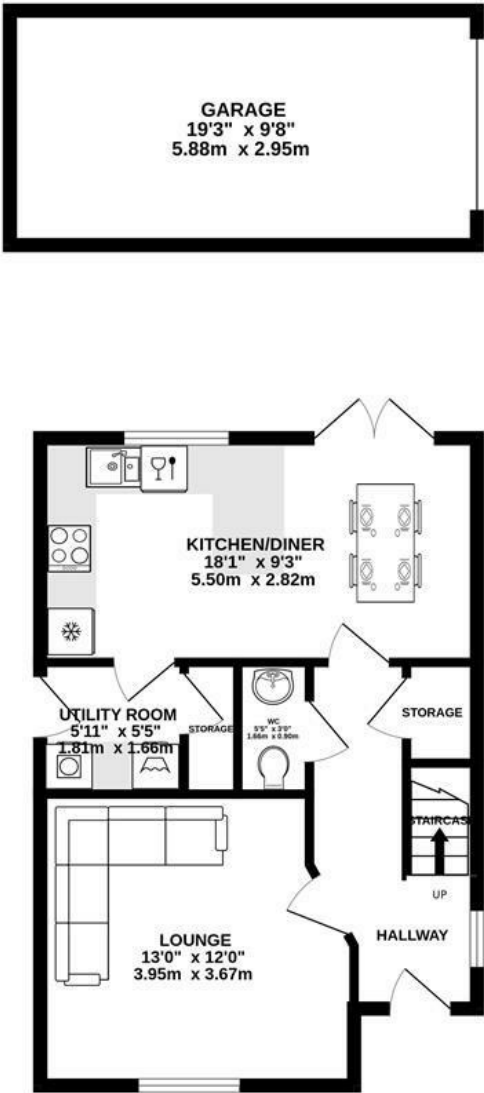 GARAGE
19'3" x 9'8"
5.88m x 2.95m
KITCHEN/DINER
18'1" x 9'3"
5.50m x 2.82m
UTILITY ROOM
5'11" x 5'5"
1.81m x 1.66m
STORAGE
WC
5'5" x 3'0"
1.66m x 0.90m
STORAGE
STAIRCASE
UP
HALLWAY
LOUNGE
13'0" x 12'0"
3.95m x 3.67m